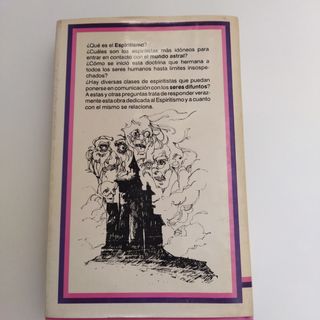 ¿Qué es el Espiritismo?
¿Cuáles son los espiritistas más idóneos para
entrar en contacto con el mundo astral?
¿Cómo se inició esta doctrina que hermana a
todos los seres humanos hasta límites insospe-
chados?
¿Hay diversas clases de espiritistas que puedan
ponerse en comunicación con los seres difuntos?
A estas y otras preguntas trata de responder veraz-
mente esta obra dedicada al Espiritismo y a cuanto
con el mismo se relaciona.